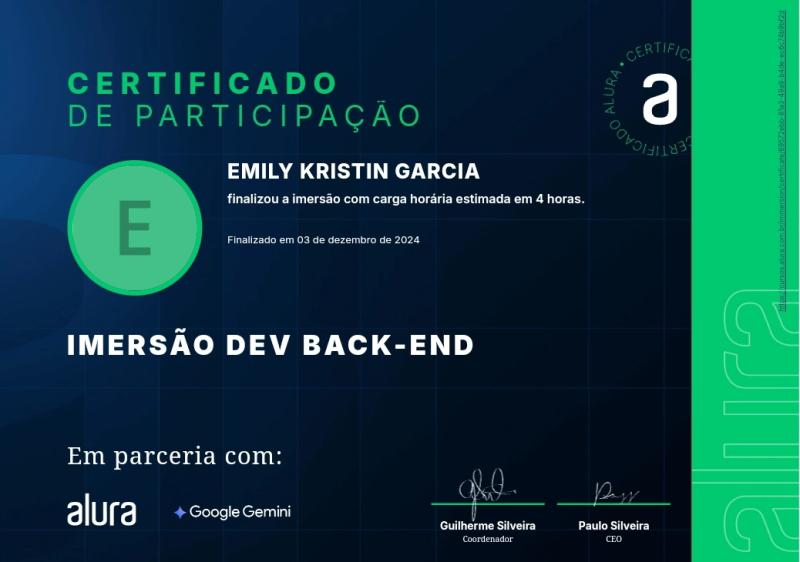 CERTIFICADO
DE PARTICIPAÇÃO
CERTIFICADO ALURA • CERTIFICA
a
E
EMILY KRISTIN GARCIA
finalizou a imersão com carga horária estimada em 4 horas.
Finalizado em 03 de dezembro de 2024
IMERSÃO DEV BACK-END
Em parceria com:
alura
Google Gemini
Guilherme Silveira
Coordenador
Paulo Silveira
CEO
alura